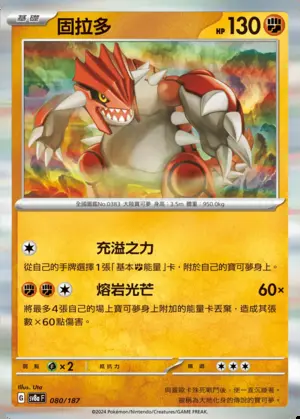 基礎 固拉多 HP 130
全國圖鑑No.0383 大陸寶可夢 身高:3.5m 體重:950.0kg
充溢之力
從自己的手牌選擇1張「基本能量」卡,附於自己的寶可夢身上。
熔岩光芒 60×
將最多4張自己的場上寶可夢身上附加的能量卡丟棄,造成其張
數×60點傷害。
弱點 ×2 抵抗力 撤退
Illus. Uta
G sv8a F 080/187
©2024 Pokémon/Nintendo/Creatures/GAME FREAK.